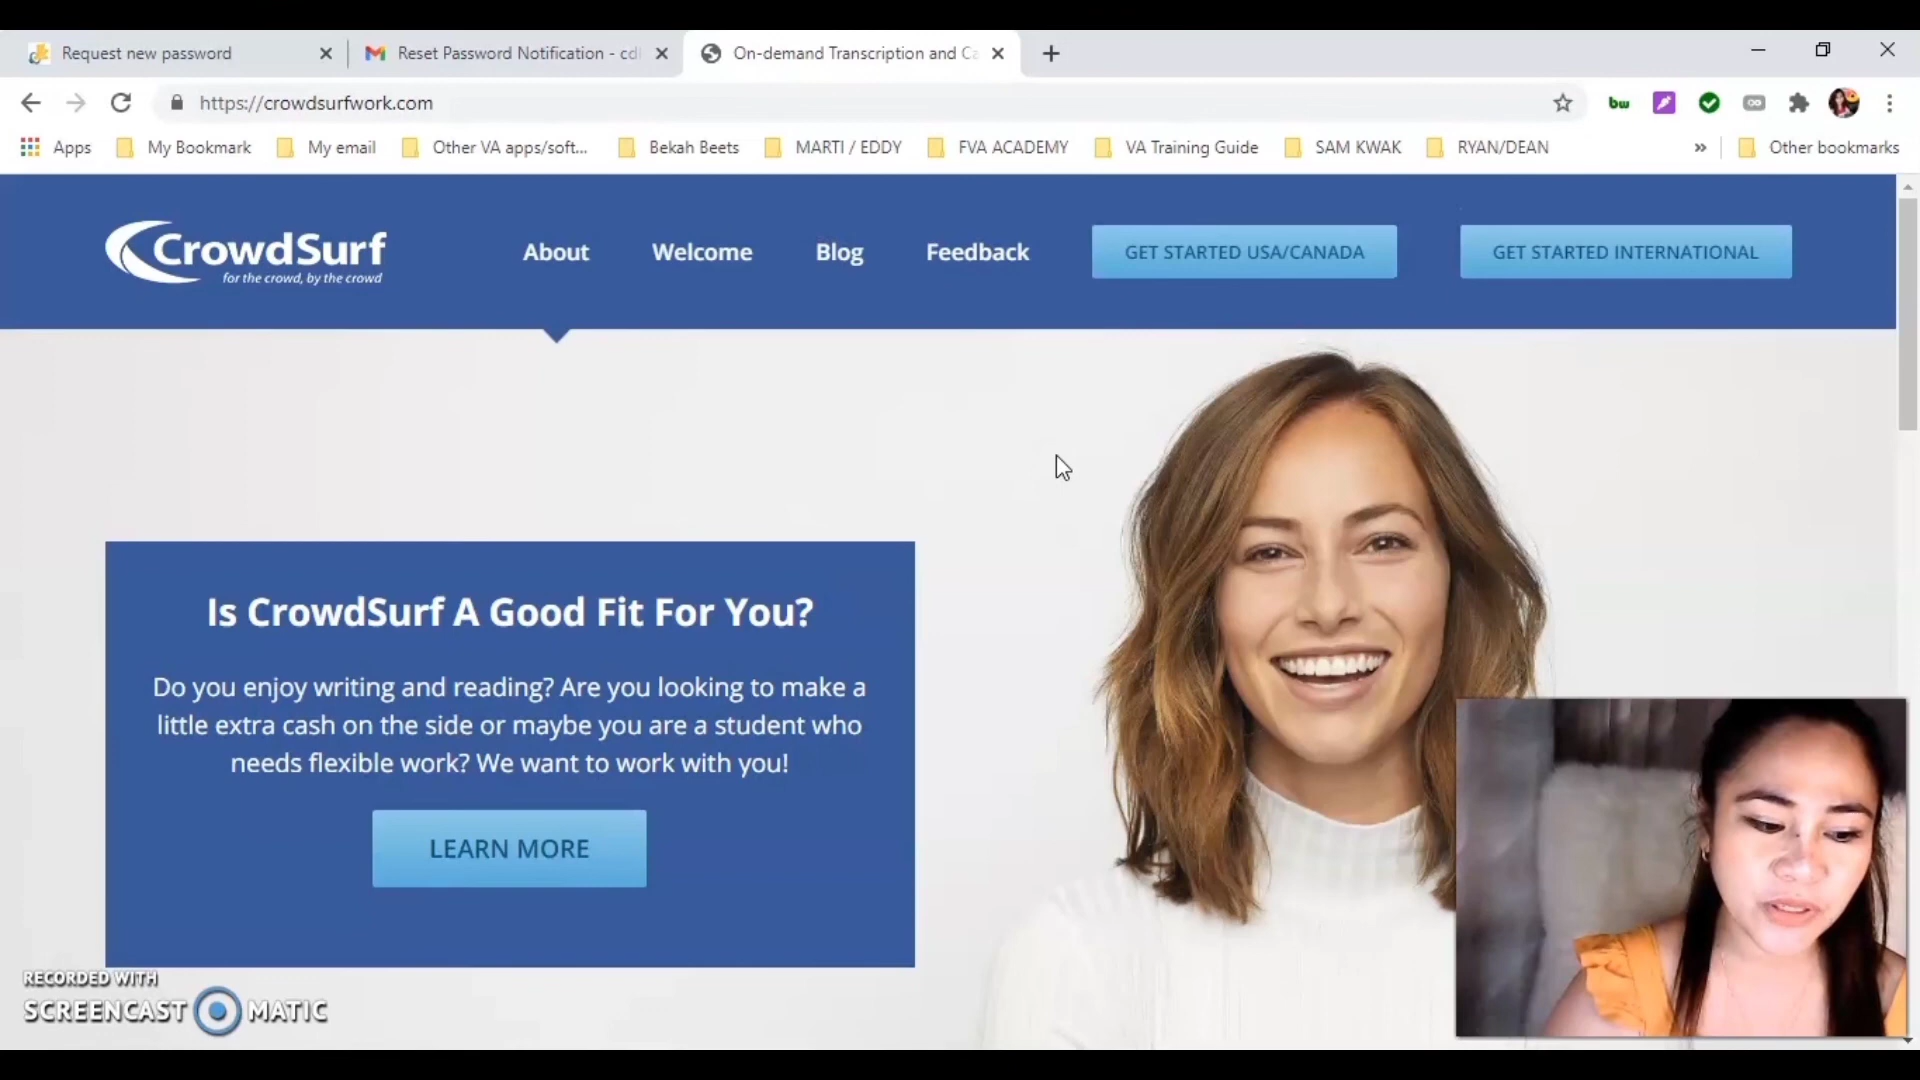 Request new password
Reset Password Notification - cd
On-demand Transcription and Ca
https://crowdsurfwork.com
bw
Apps
My Bookmark
My email
Other VA apps/soft...
Bekah Beets
MARTI / EDDY
FVA ACADEMY
VA Training Guide
SAM KWAK
RYAN/DEAN
»
Other bookmarks
CrowdSurf
for the crowd, by the crowd
About
Welcome
Blog
Feedback
GET STARTED USA/CANADA
GET STARTED INTERNATIONAL
Is CrowdSurf A Good Fit For You?
Do you enjoy writing and reading? Are you looking to make a
little extra cash on the side or maybe you are a student who
needs flexible work? We want to work with you!
LEARN MORE
RECORDED WITH
SCREENCAST MATIC